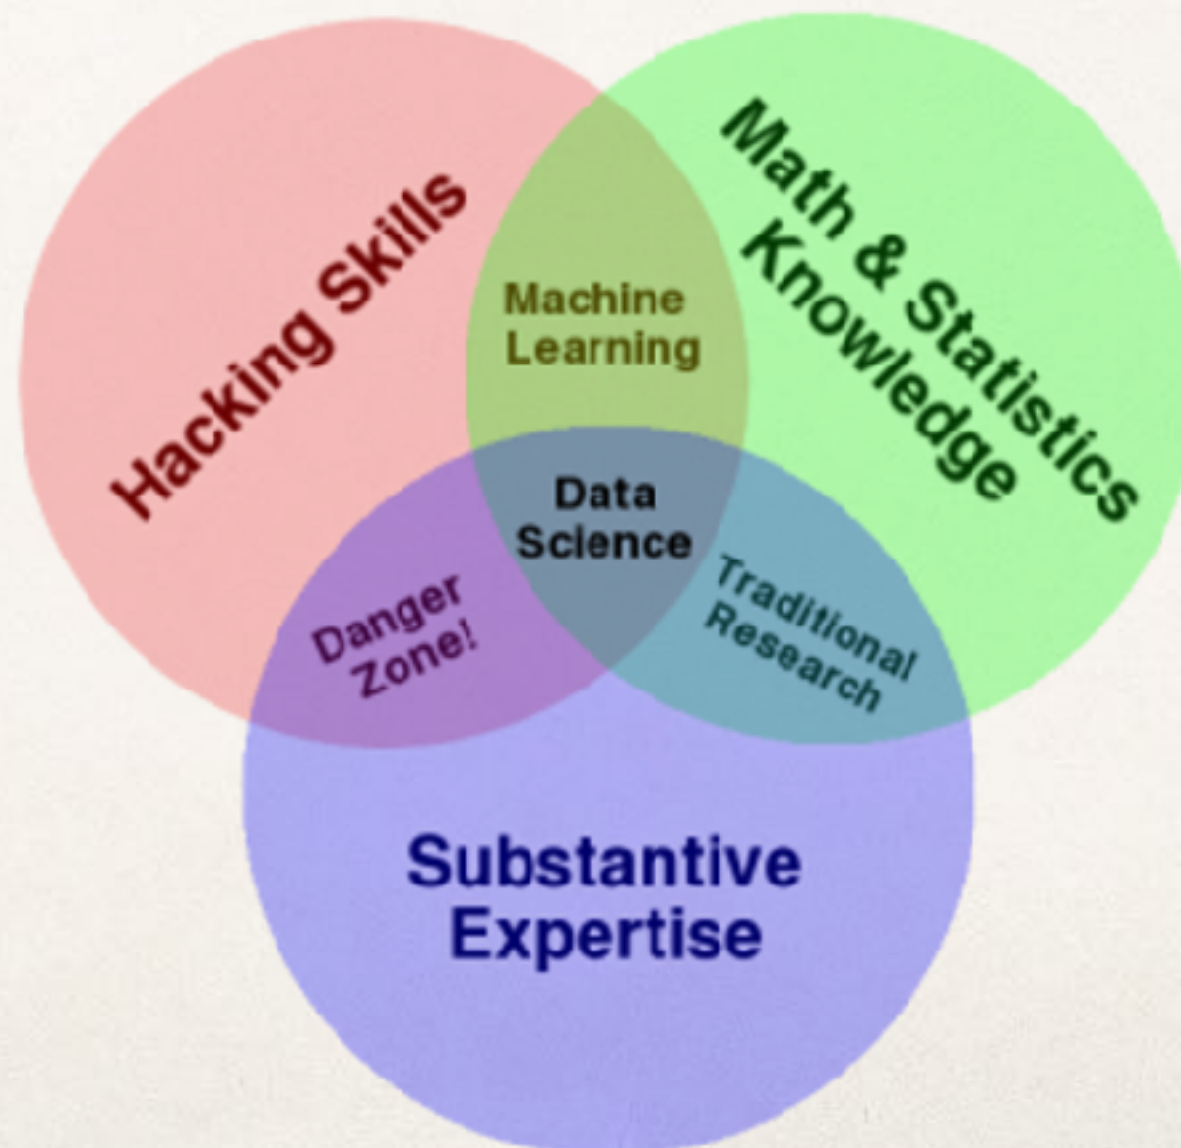 Hacking Skills
Math & Statistics
Knowledge
Machine
Learning
Data
Science
Danger
Zone!
Traditional
Research
Substantive
Expertise